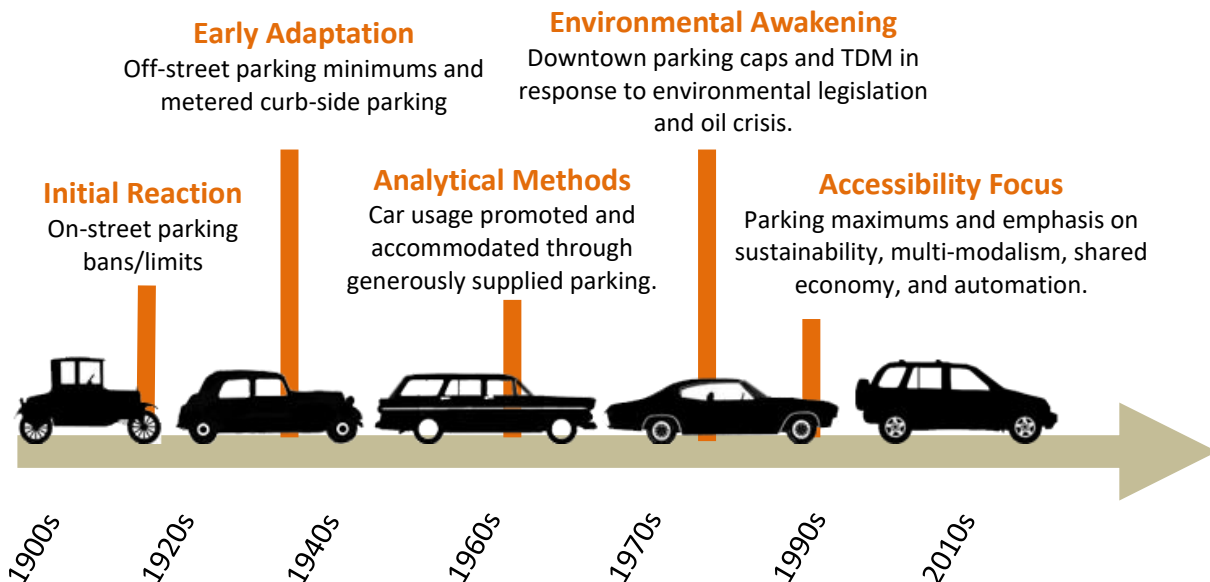 Initial Reaction
On-street parking
bans/limits
Early Adaptation
Off-street parking minimums and
metered curb-side parking
Analytical Methods
Car usage promoted and
accommodated through
generously supplied parking.
Environmental Awakening
Downtown parking caps and TDM in
response to environmental legislation
and oil crisis.
Accessibility Focus
Parking maximums and emphasis on
sustainability, multi-modalism, shared
economy, and automation.
1900s
1920s
1940s
1960s
1970s
1990s
2010s